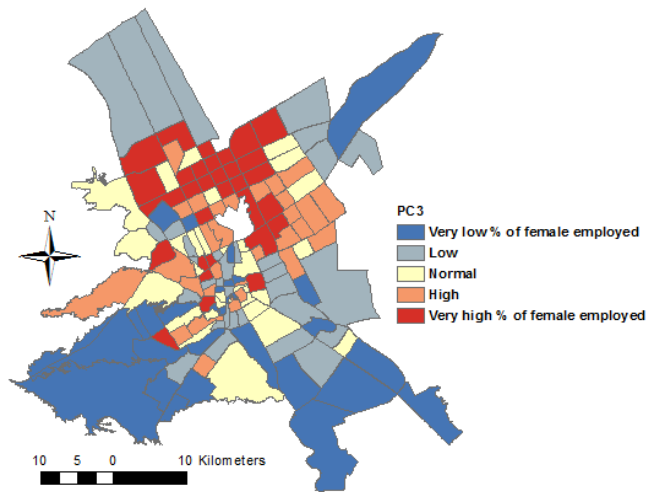 N
PC3
Very low % of female employed
Low
Normal
High
Very high % of female employed
10 5 0 10 Kilometers